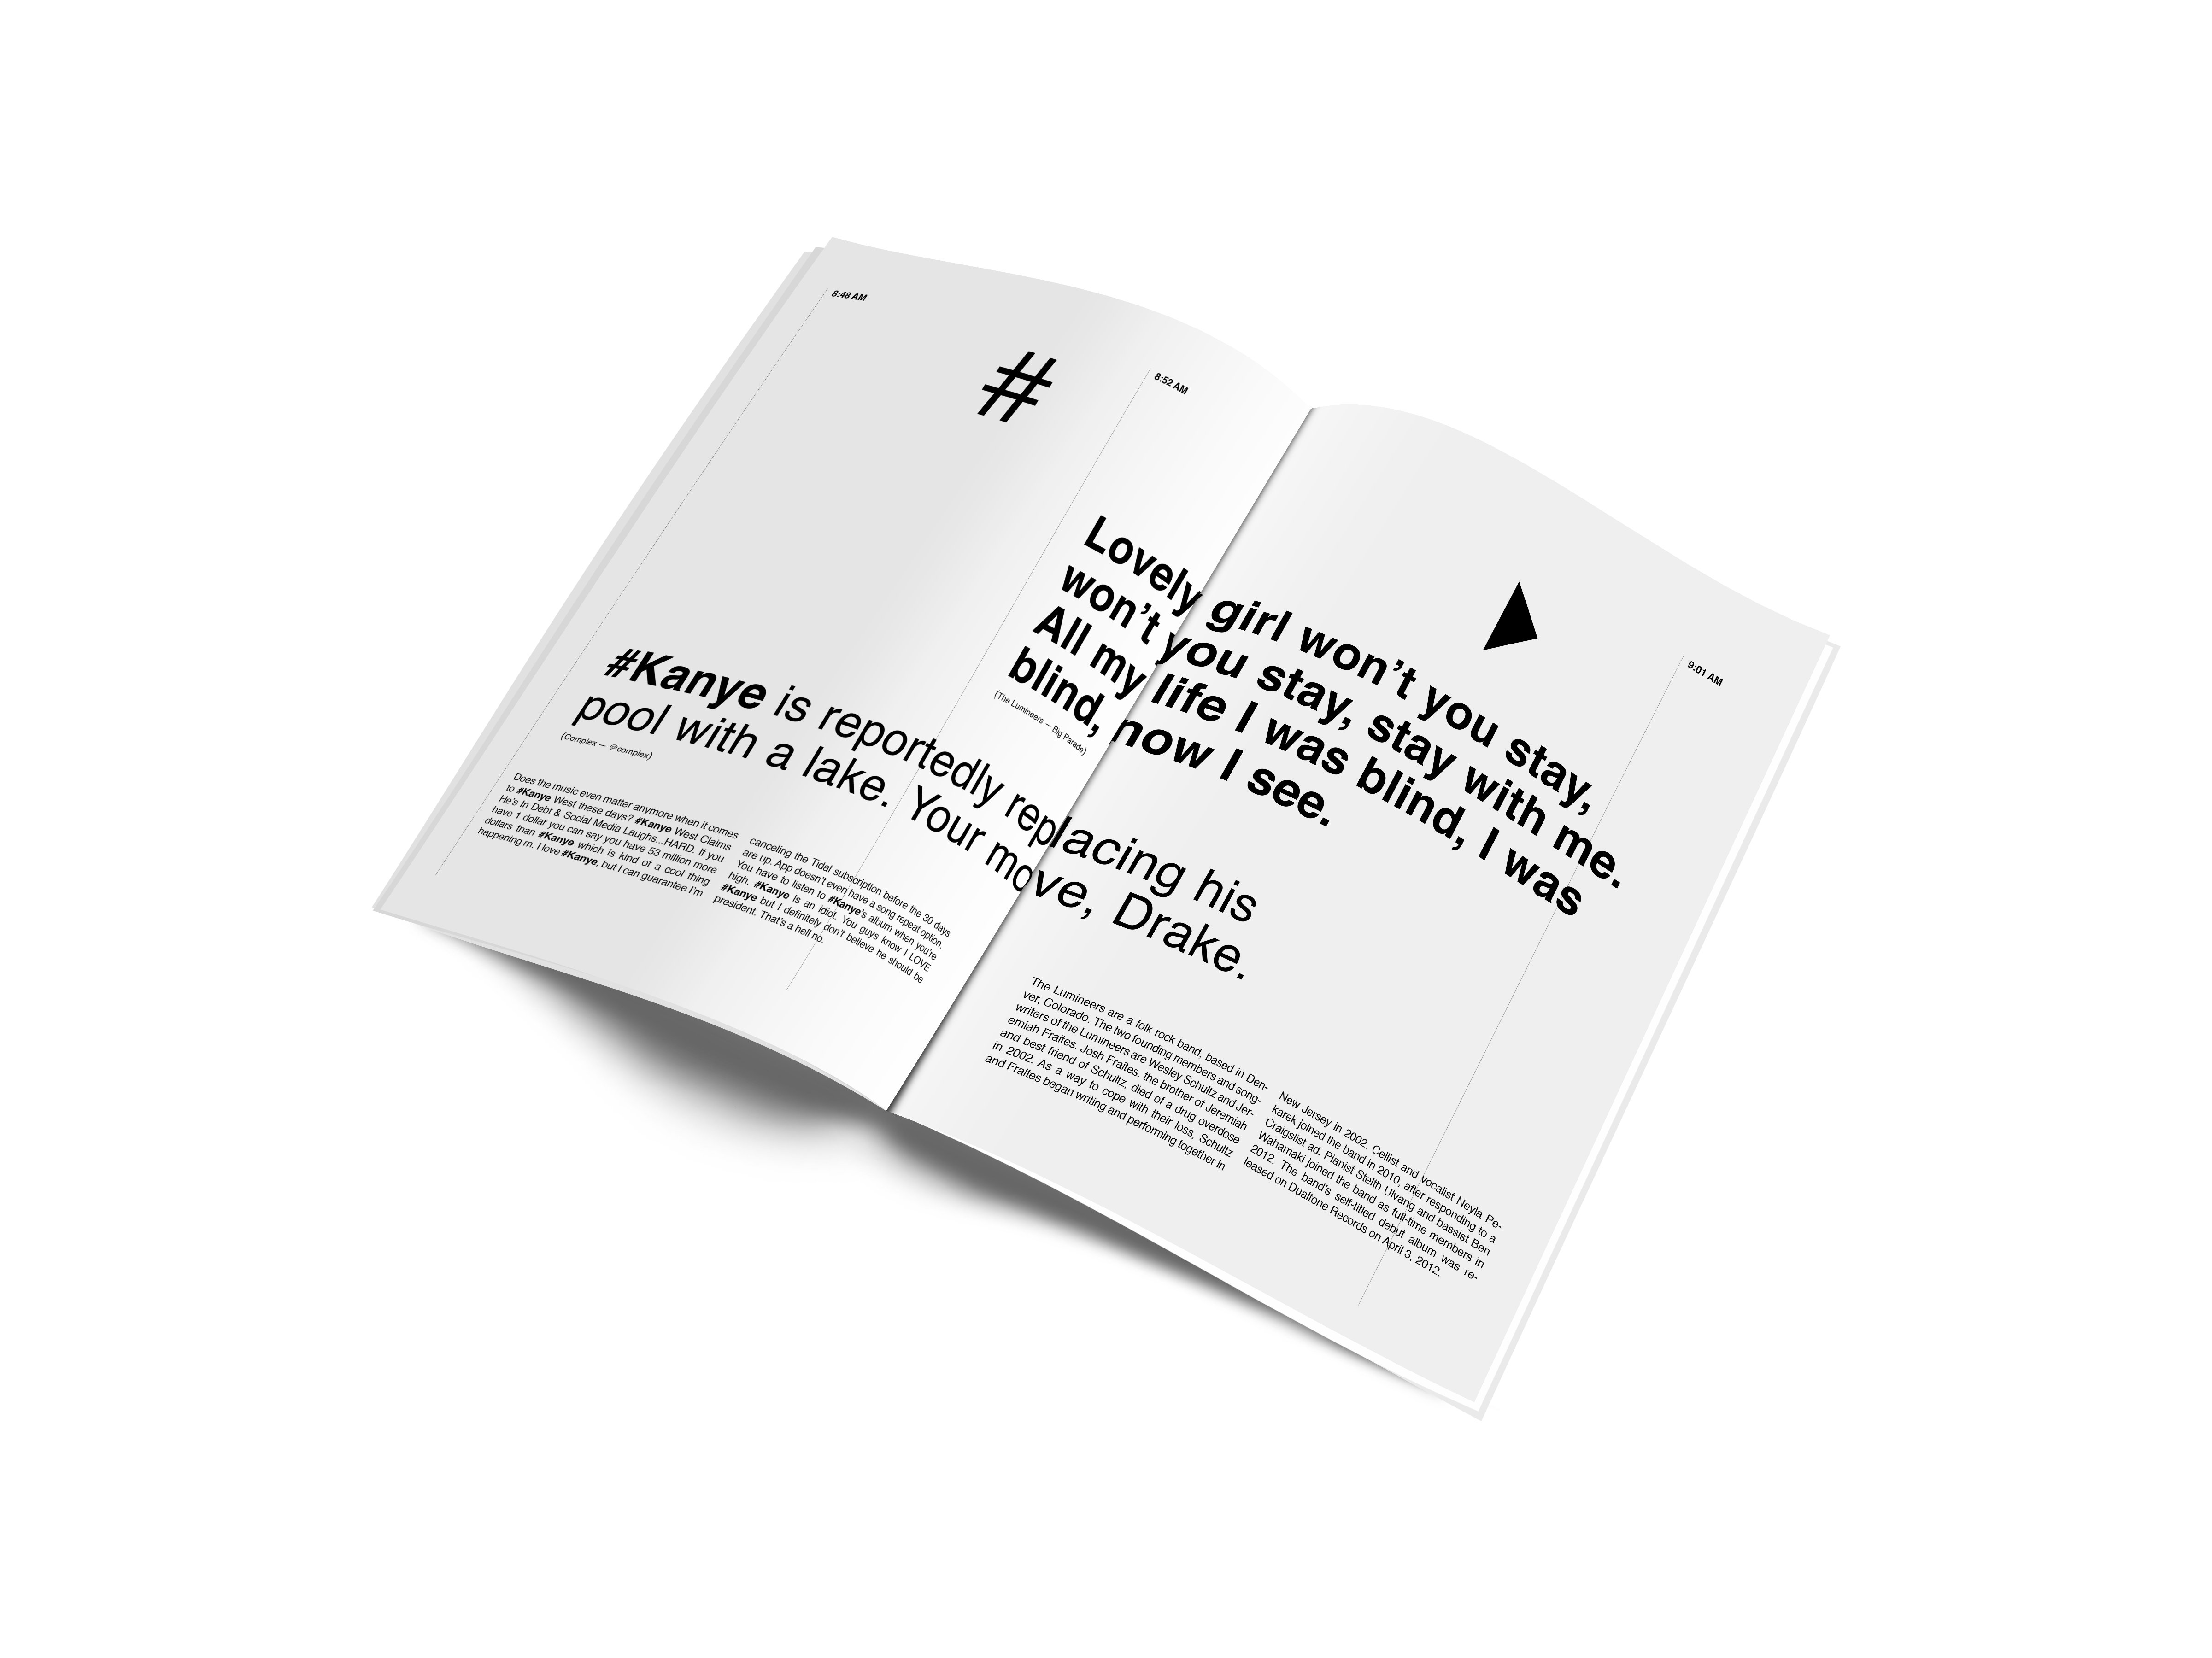 8:48 AM
#
#Kanye is reportedly replacing his
pool with a lake. Your move, Drake.
(Complex — @complex)
Does the music even matter anymore when it comes
to #Kanye West these days? #Kanye West Claims
He's In Debt & Social Media Laughs...HARD. If you
have 1 dollar you can say you have 53 million more
dollars than #Kanye which is kind of a cool thing
happening rn. I love #Kanye, but I can guarantee I'm
canceling the Tidal subscription before the 30 days
are up. App doesn't even have a song repeat option.
You have to listen to #Kanye's album when you're
high. #Kanye is an idiot. You guys know I LOVE
#Kanye but I definitely don't believe he should be
president. That's a hell no.
8:52 AM
Lovely girl won’t you stay,
won’t you stay, stay with me.
All my life I was blind, I was
blind, now I see.
(The Lumineers — Big Parade)
The Lumineers are a folk rock band, based in Den-
ver, Colorado. The two founding members and song-
writers of the Lumineers are Wesley Schultz and Jer-
emiah Fraites. Josh Fraites, the brother of Jeremiah
and best friend of Schultz, died of a drug overdose
in 2002. As a way to cope with their loss, Schultz
and Fraites began writing and performing together in
New Jersey in 2002. Cellist and vocalist Neyla Pe-
karek joined the band in 2010, after responding to a
Craigslist ad. Pianist Stelth Ulvang and bassist Ben
Wahamaki joined the band as full-time members in
2012. The band's self-titled debut album was re-
leased on Dualtone Records on April 3, 2012.
9:01 AM